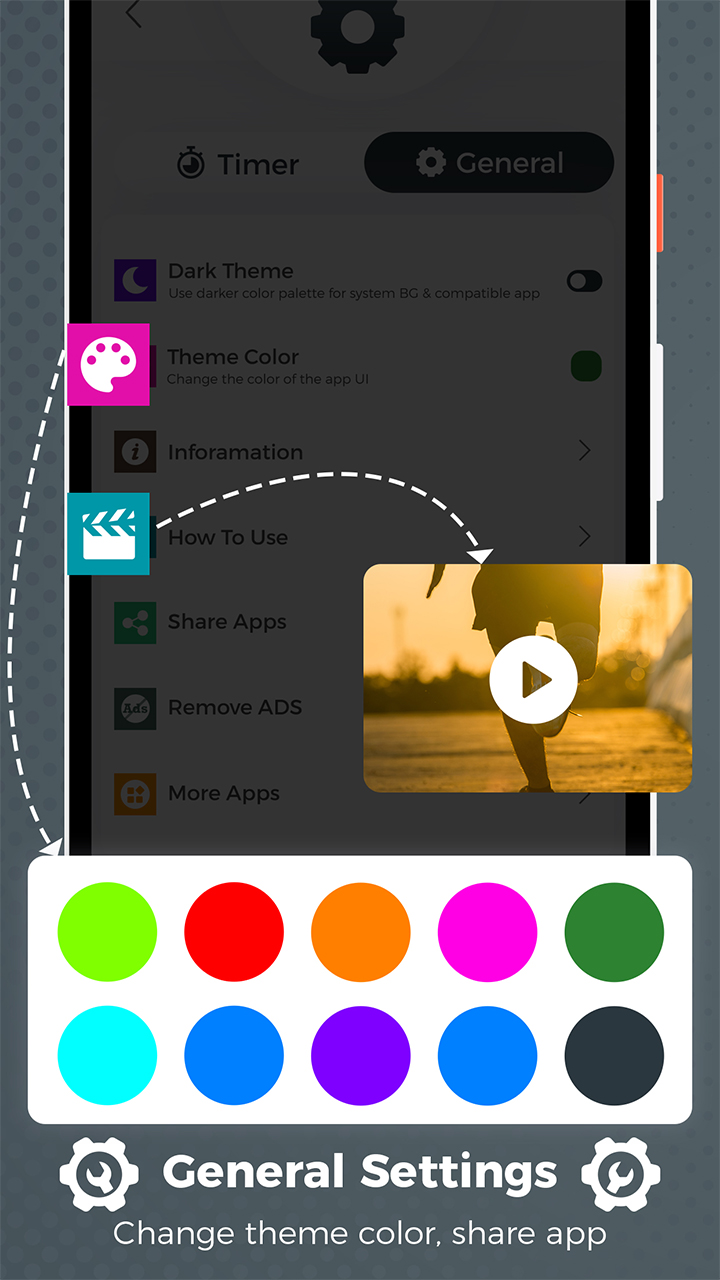 Timer
General
Dark Theme
Use darker color palette for system BG & compatible app
Theme Color
Change the color of the app UI
Inforamation
How To Use
Share Apps
Ads
Remove ADS
More Apps
General Settings
Change theme color, share app